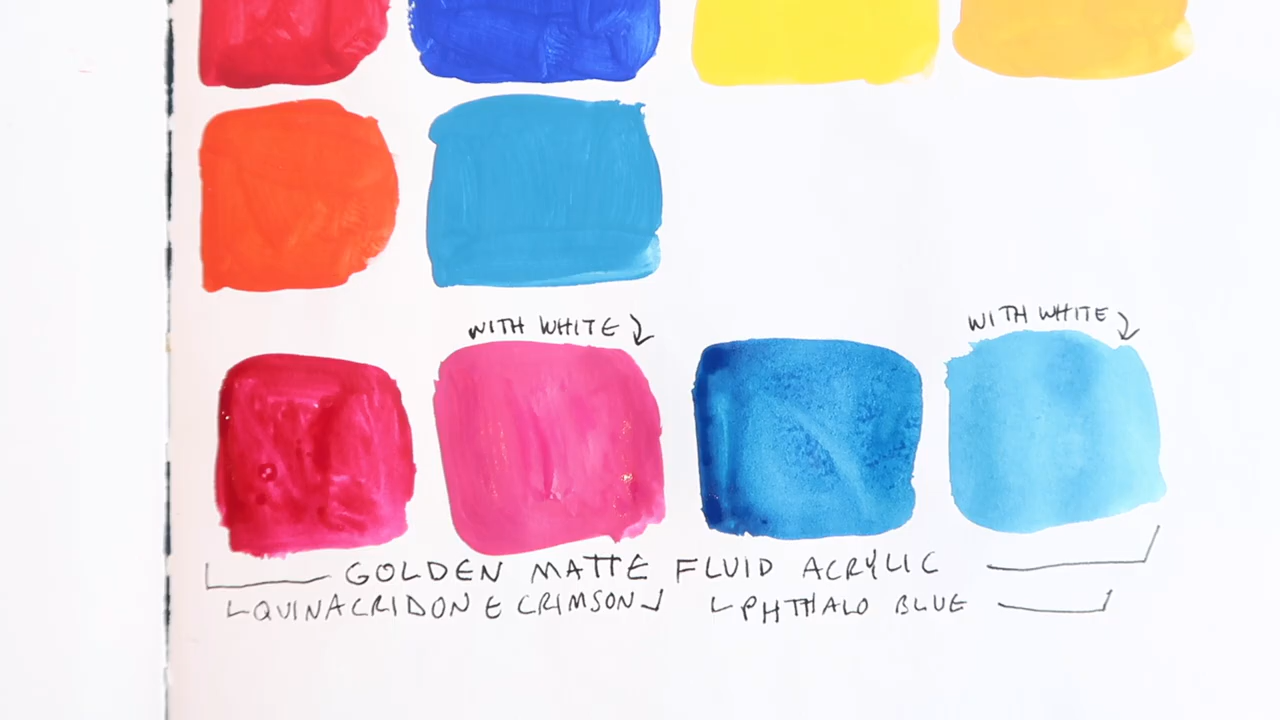 WITH WHITE
WITH WHITE
GOLDEN MATTE FLUID ACRYLIC
QUINACRIDONE CRIMSON
PHTHALO BLUE